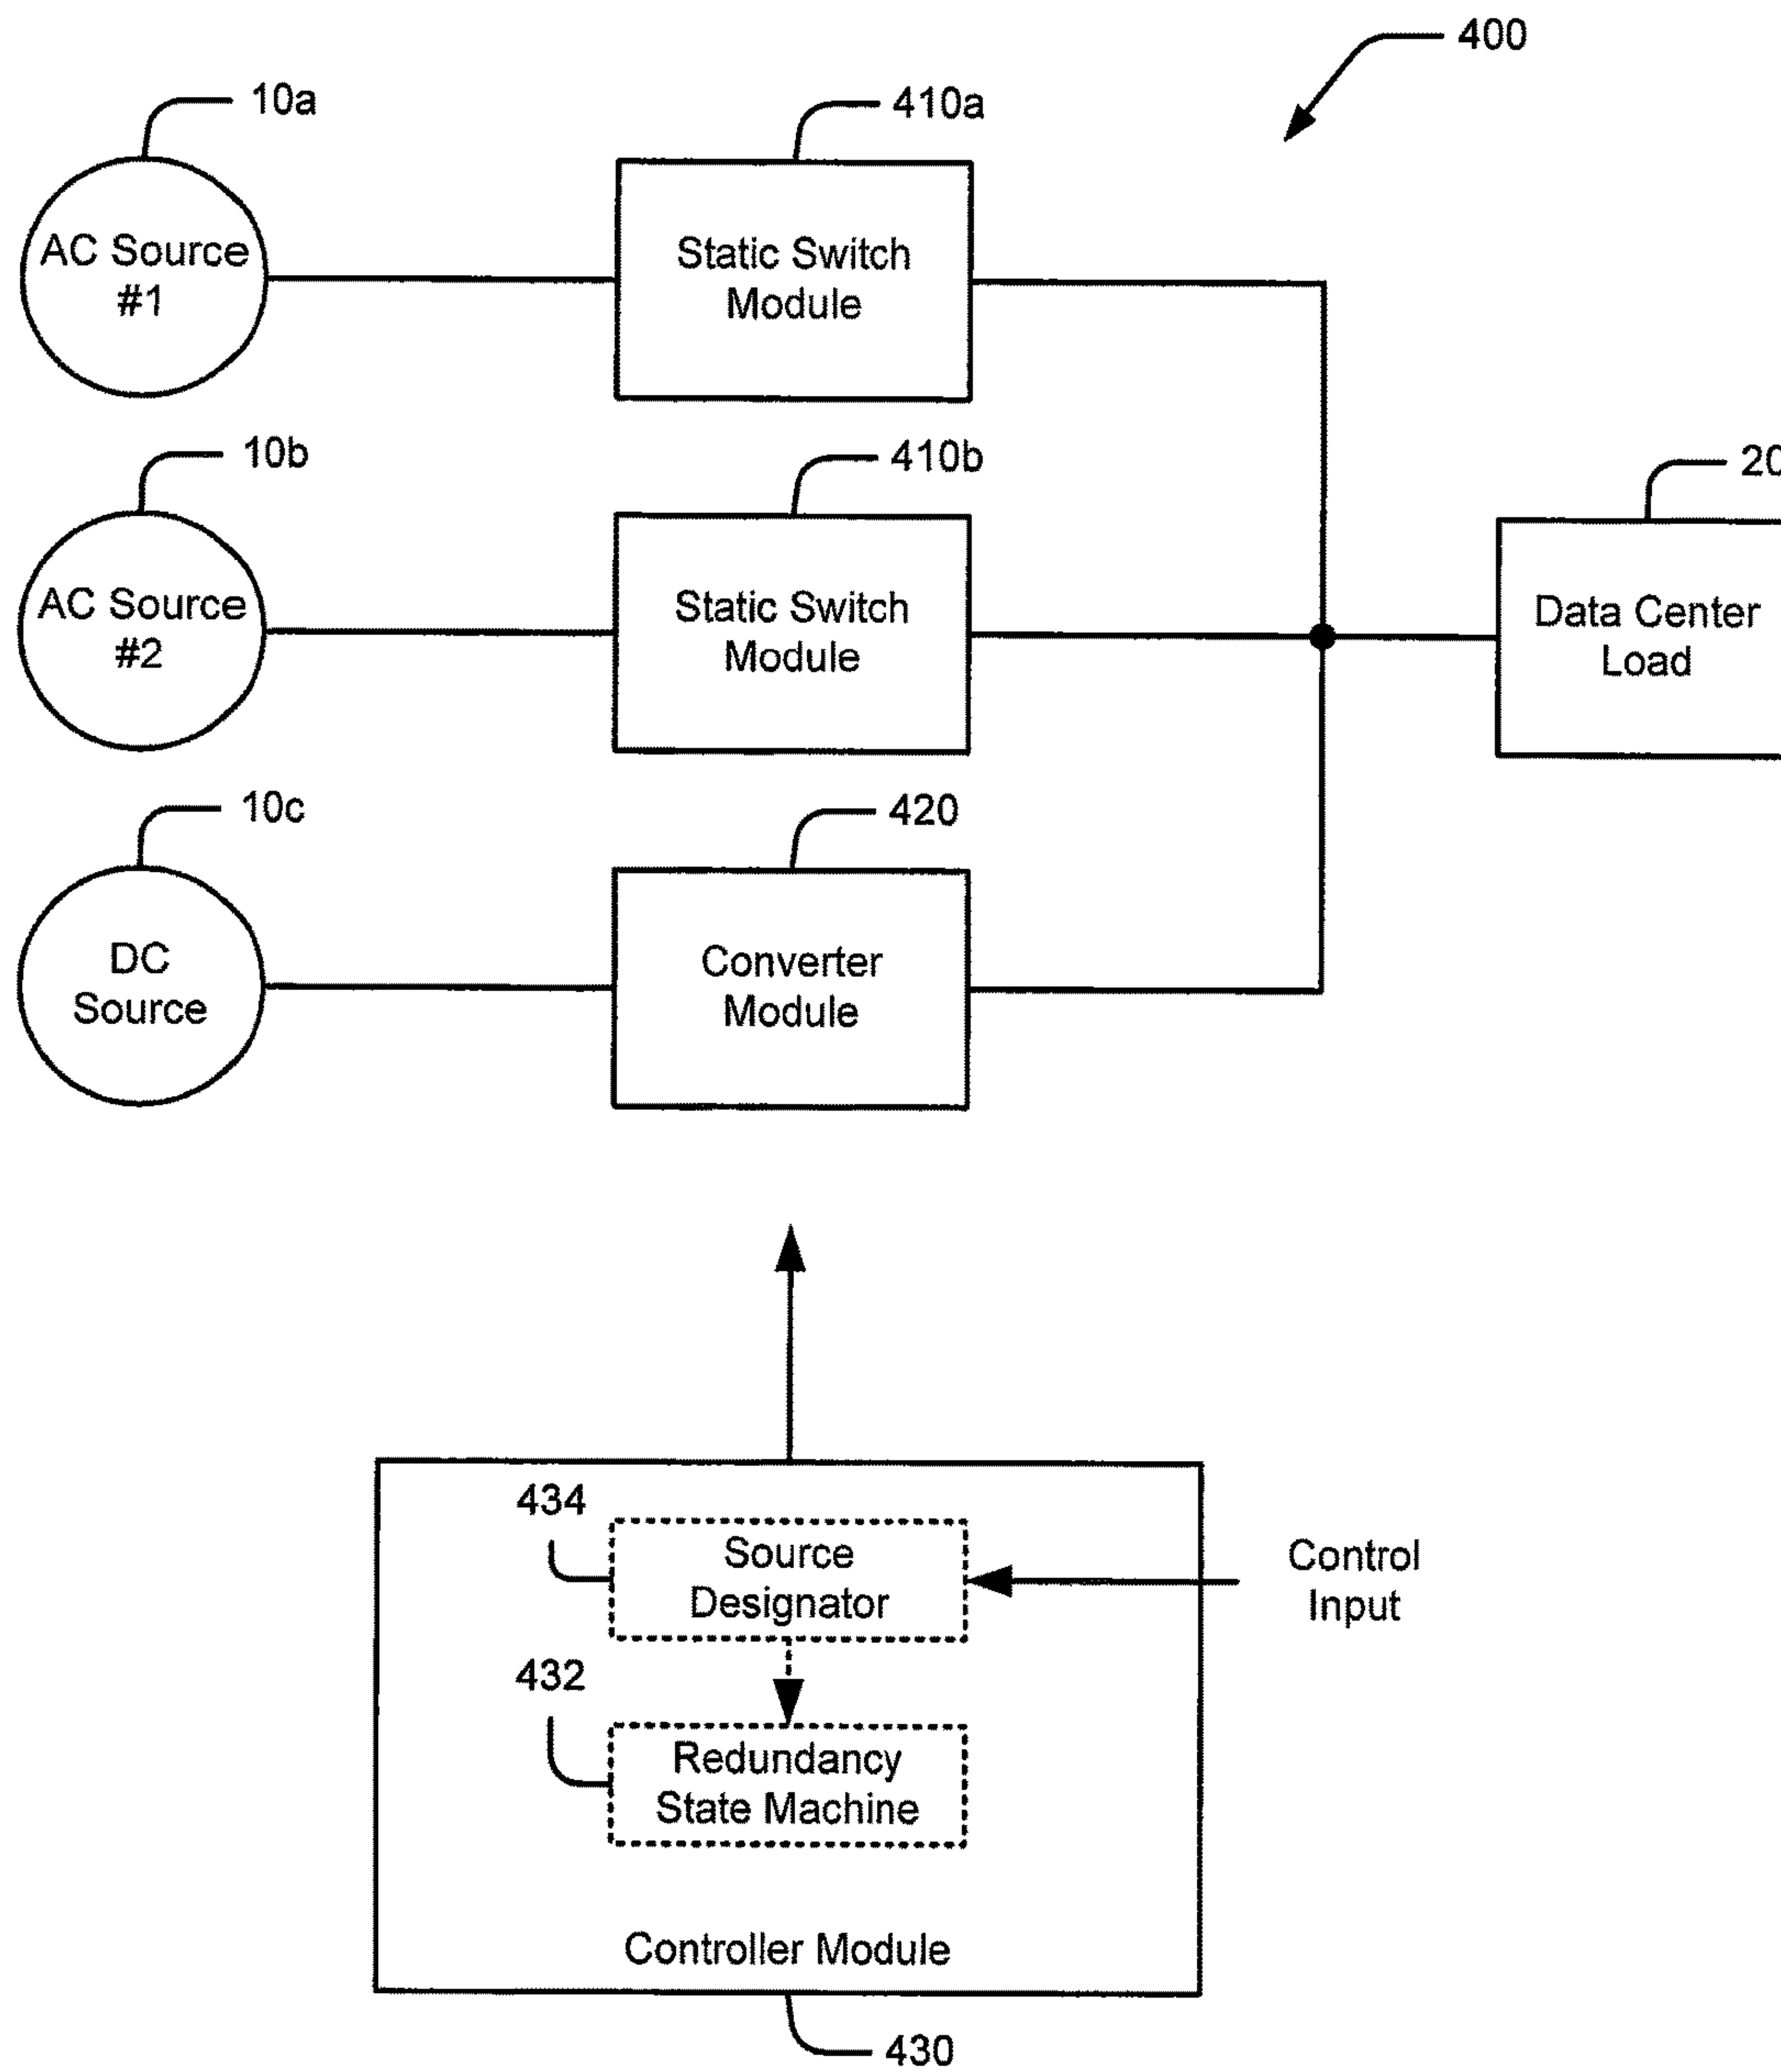 400
10a
410a
AC Source
#1
Static Switch
Module
10b
410b
20
AC Source
#2
Static Switch
Module
Data Center
Load
10c
420
DC
Source
Converter
Module
434
Source
Designator
Control
Input
432
Redundancy
State Machine
Controller Module
430